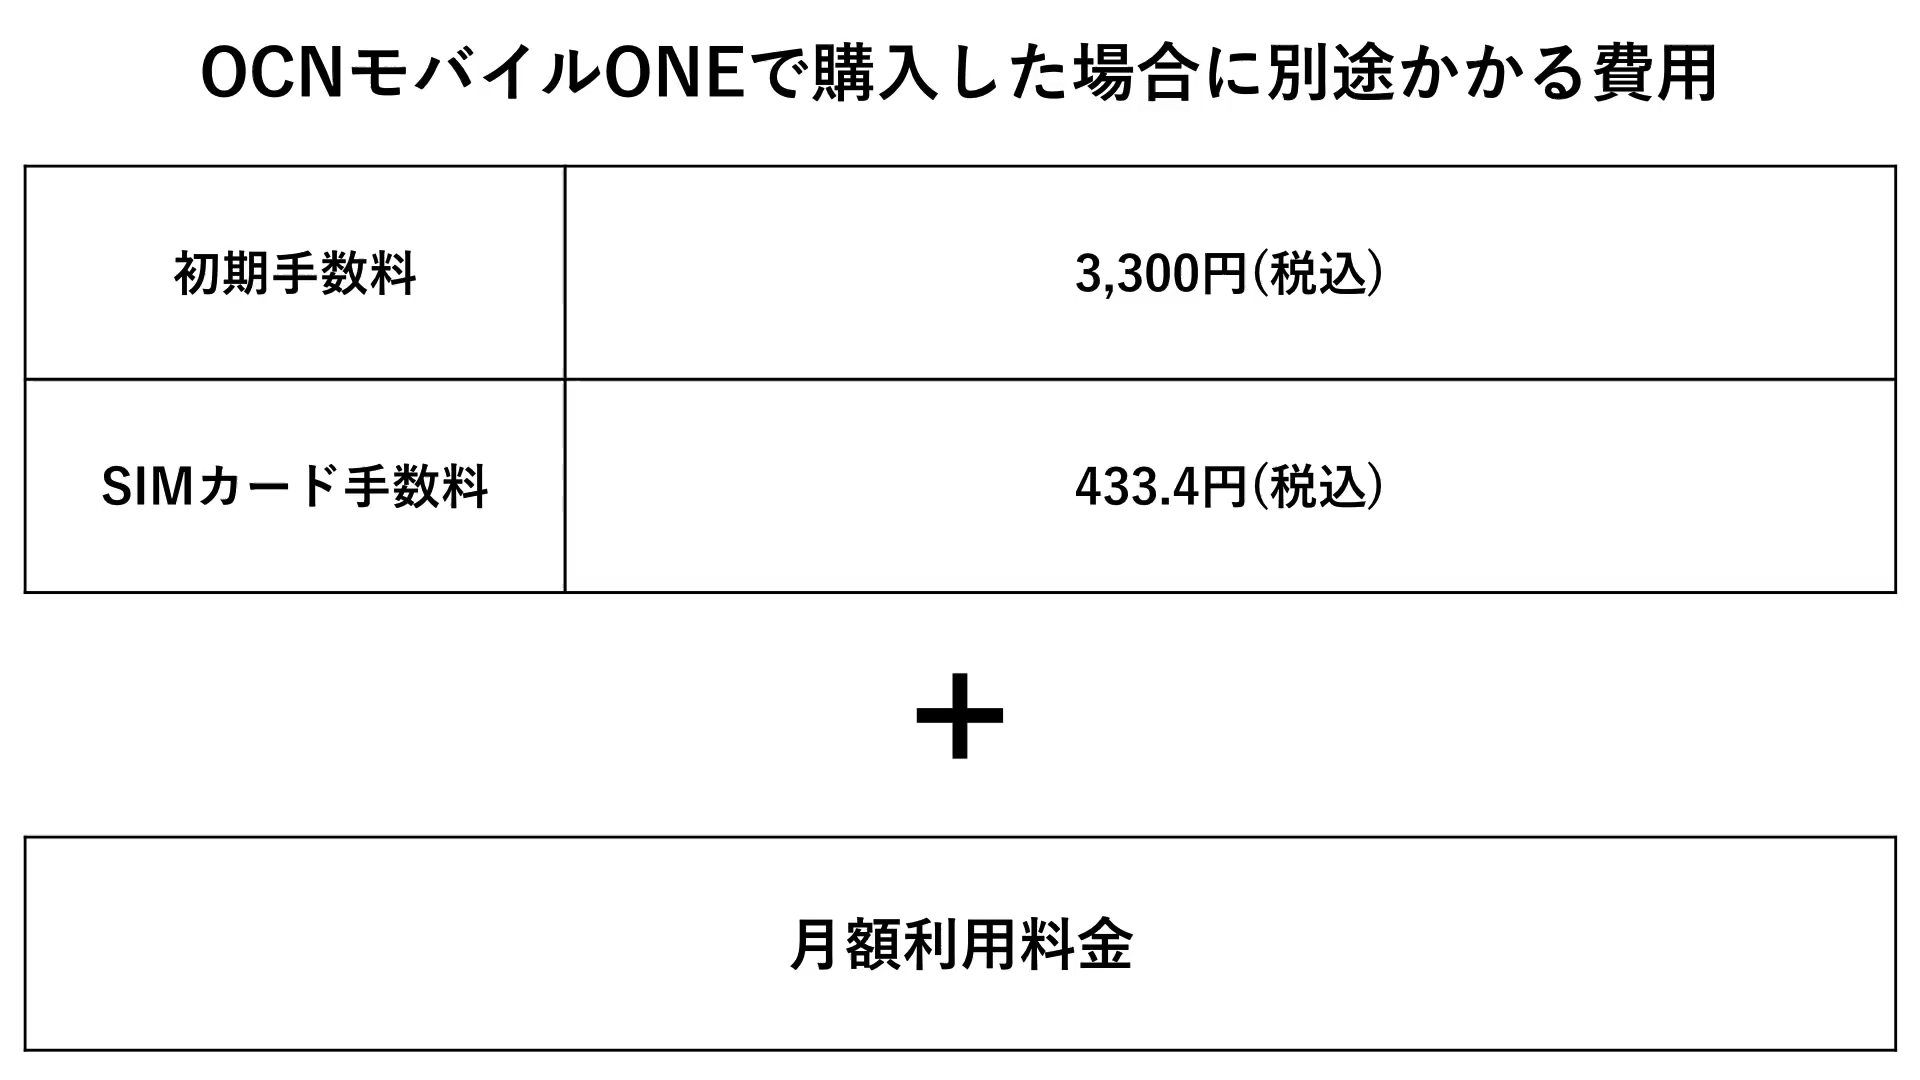 OCNモバイルONEで購入した場合に別途かかる費用
初期手数料
3,300円(税込)
SIMカード手数料
433.4円(税込)
+
月額利用料金